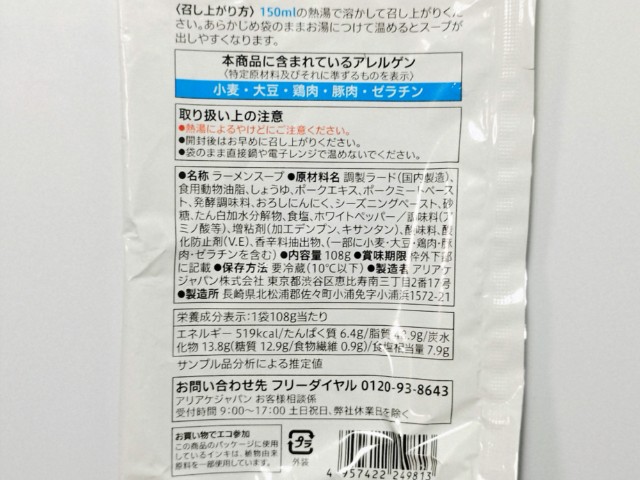 〈召し上がり方〉150mlの熱湯で溶かして召し上がりくだ
さい。あらかじめ袋のままお湯につけて温めるとスープが
出しやすくなります。
本商品に含まれているアレルゲン
〈特定原材料及びそれに準ずるものを表示〉
小麦・大豆・鶏肉・豚肉・ゼラチン
取り扱い上の注意
●熱湯によるやけどにご注意ください。
●開封後はお早めに召し上がりください。
●袋のまま直接鍋や電子レンジで温めないでください。
●名称 ラーメンスープ ●原材料名 調製ラード(国内製造)、
食用動物油脂、しょうゆ、ポークエキス、ポークミートペース
ト、発酵調味料、おろしにんにく、シーズニングペースト、砂
糖、たん白加水分解物、食塩、ホワイトペッパー／調味料(ア
ミノ酸等)、増粘剤(加工デンプン、キサンタン)、酸味料、酸
化防止剤(V.E)、香辛料抽出物、(一部に小麦・大豆・鶏肉・豚
肉・ゼラチンを含む) ●内容量 108g ●賞味期限 枠外下部
に記載 ●保存方法 要冷蔵(10℃以下) ●製造者 アリアケ
ジャパン株式会社 東京都渋谷区恵比寿南三丁目2番17号
●製造所 長崎県北松浦郡佐々町小浦免字小浦浜1572-21
栄養成分表示:1袋108g当たり
エネルギー 519kcal/たんぱく質 6.4g/脂質 48.9g/炭水
化物 13.8g(糖質 12.9g/食物繊維 0.9g)/食塩相当量 7.9g
サンプル品分析による推定値
お問い合わせ先 フリーダイヤル 0120-93-8643
アリアケジャパン お客様相談係
受付時間 9:00〜17:00 土日祝日、弊社休業日を除く
お買い物でエコ参加
この商品のパッケージに使用
しているインキは、植物由来
原料を一部使用しています。
プラ
外装
4 957422 249813